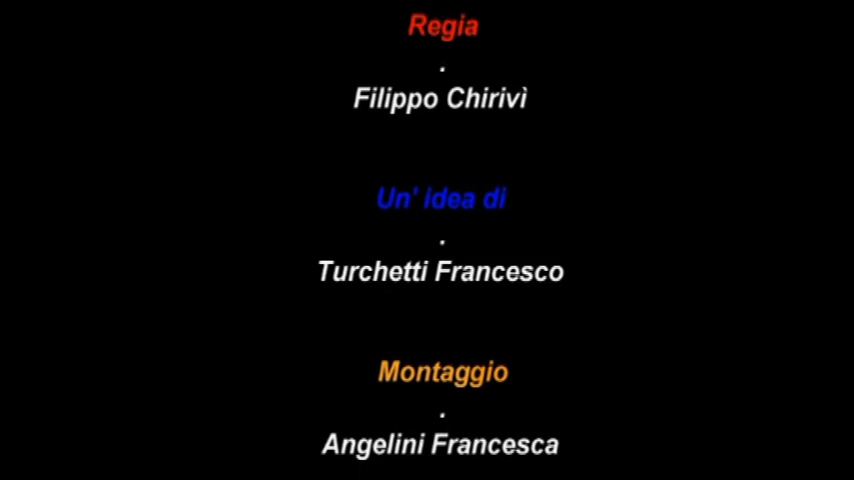 Regia
.
Filippo Chirivì
Un' idea di
.
Turchetti Francesco
Montaggio
.
Angelini Francesca